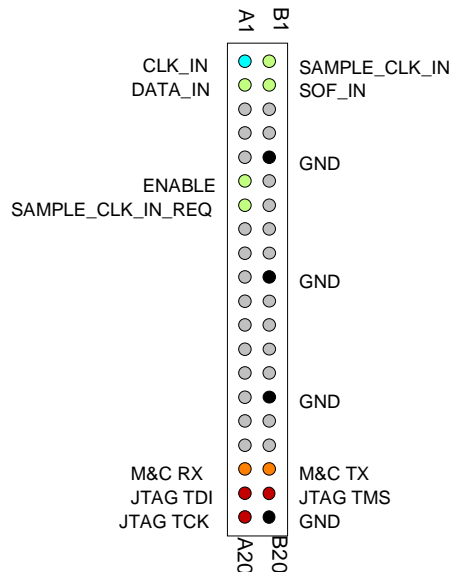 A1 B1
CLK_IN SAMPLE_CLK_IN
DATA_IN SOF_IN
GND
ENABLE
SAMPLE_CLK_IN_REQ
GND
GND
M&C RX M&C TX
JTAG TDI JTAG TMS
JTAG TCK GND
A20 B20